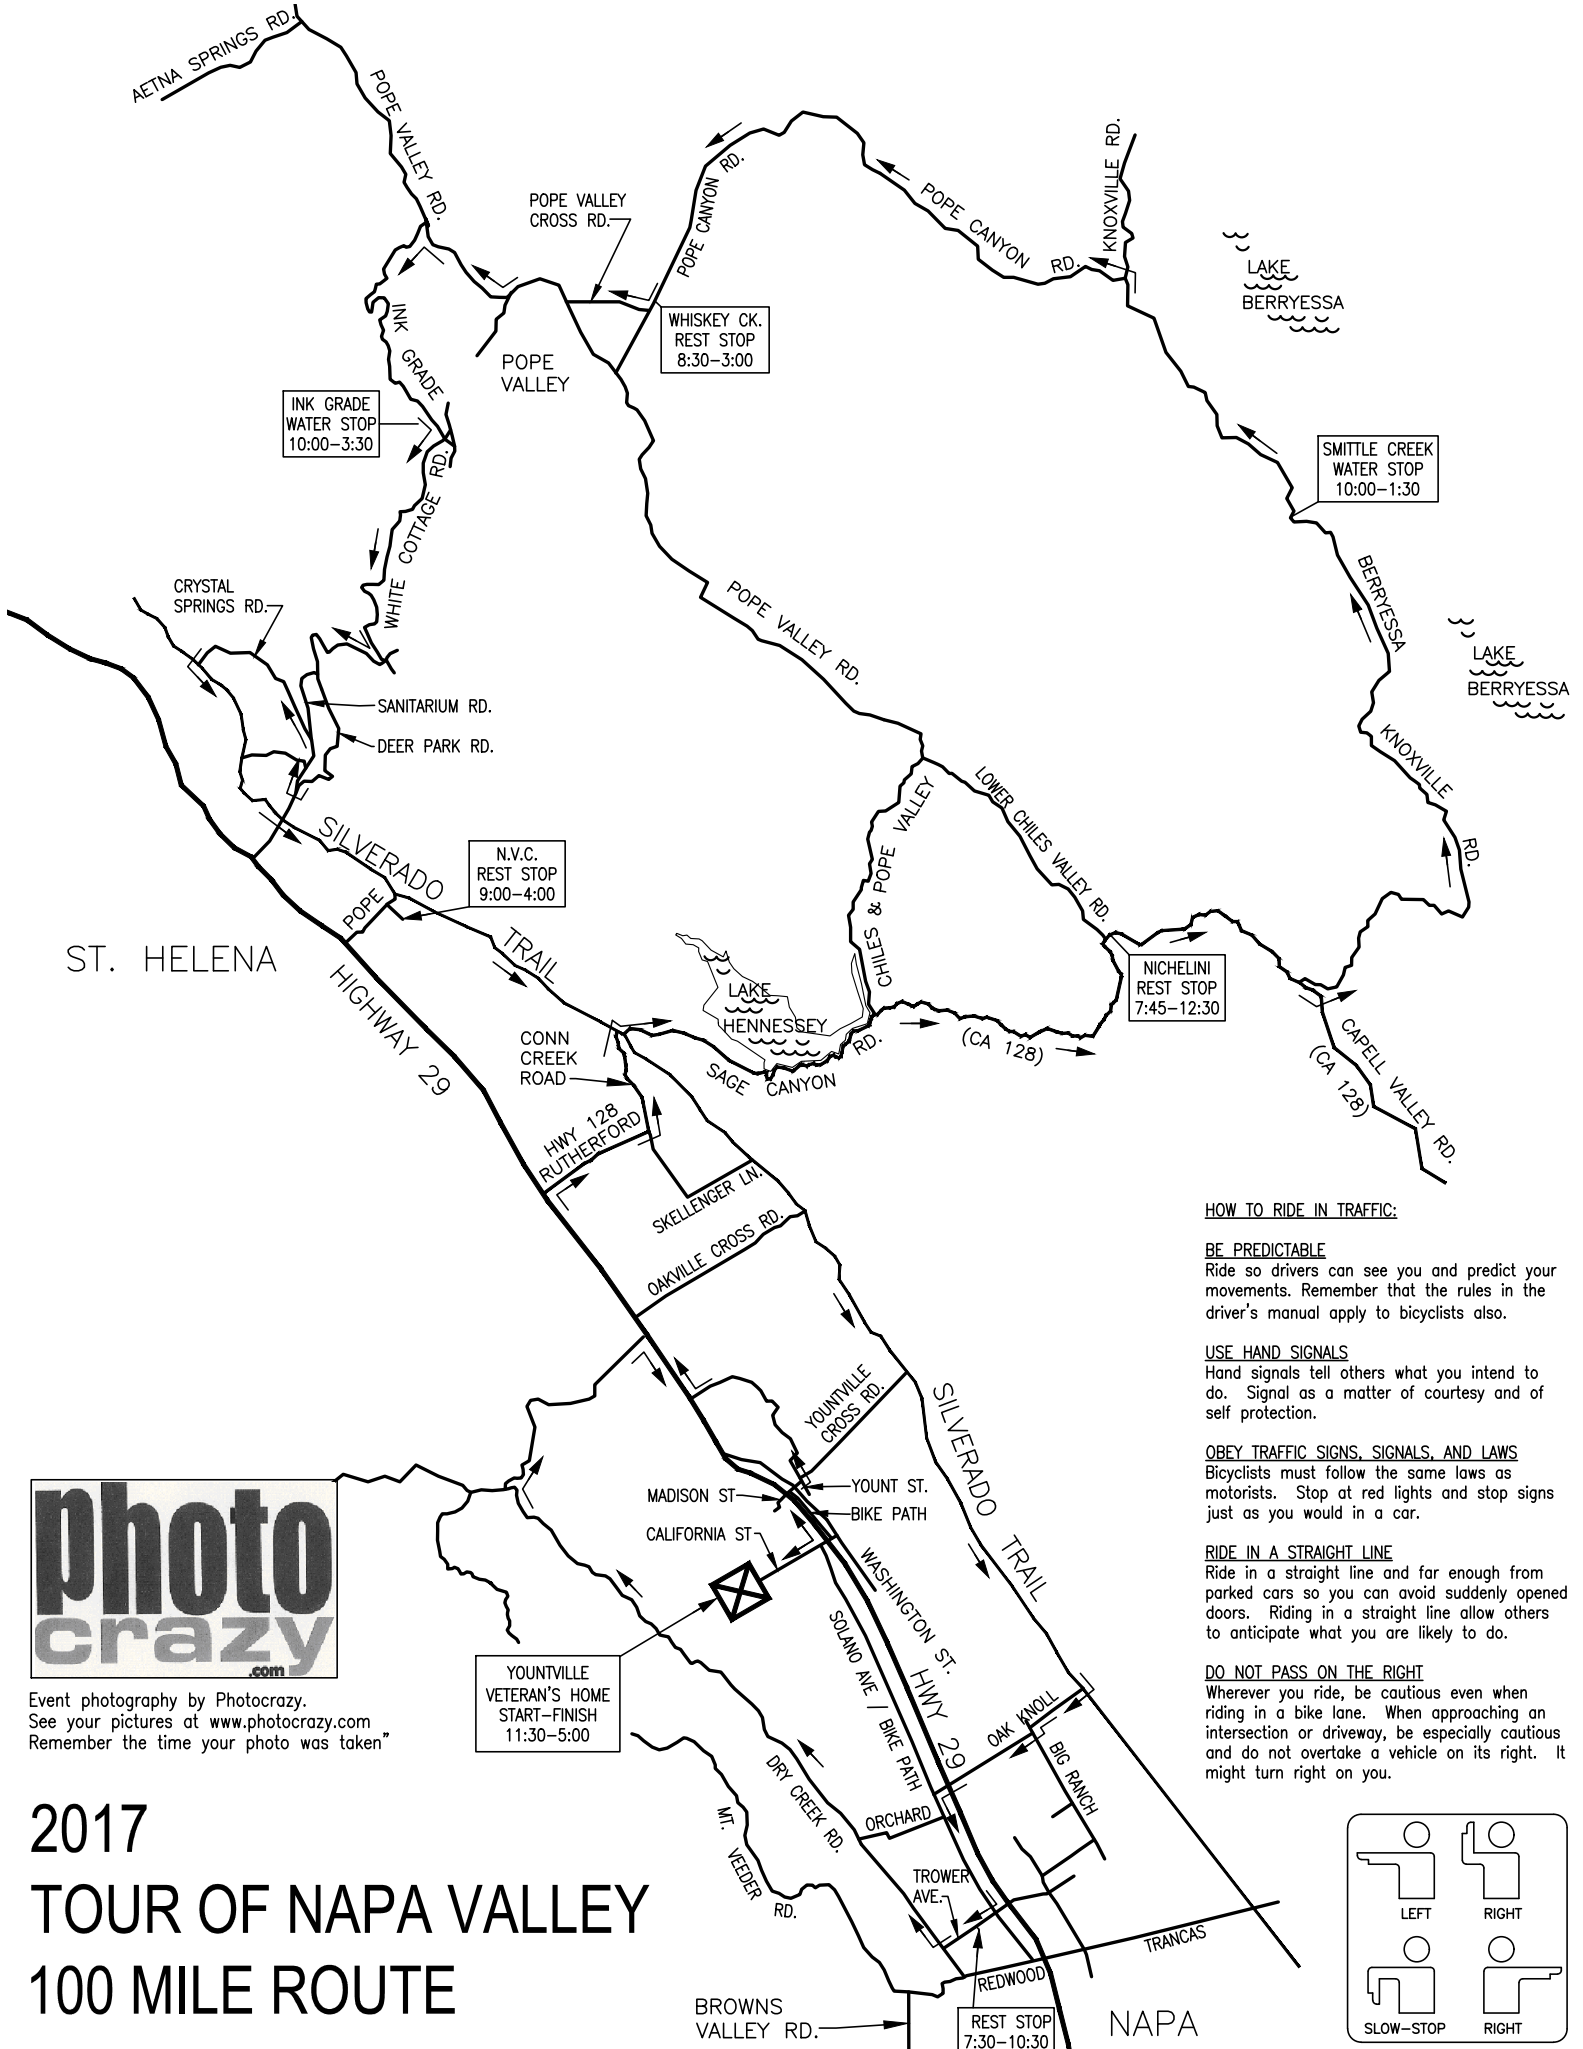 AETNA SPRINGS RD.
POPE VALLEY RD.
POPE VALLEY
CROSS RD.
POPE CANYON RD.
POPE CANYON RD.
KNOXVILLE RD.
LAKE
BERRYESSA
WHISKEY CK.
REST STOP
8:30-3:00
POPE
VALLEY
INK GRADE
INK GRADE
WATER STOP
10:00-3:30
SMITTLE CREEK
WATER STOP
10:00-1:30
WHITE COTTAGE RD.
CRYSTAL
SPRINGS RD.
BERRYESSA
KNOXVILLE
RD.
LAKE
BERRYESSA
POPE VALLEY RD.
SANITARIUM RD.
DEER PARK RD.
LOWER CHILES VALLEY RD.
CHILES & POPE VALLEY
SILVERADO
TRAIL
N.V.C.
REST STOP
9:00-4:00
POPE
ST. HELENA
HIGHWAY 29
LAKE
HENNESSEY
NICHELINI
REST STOP
7:45-12:30
CONN
CREEK
ROAD
SAGE CANYON RD.
(CA 128)
CAPELL VALLEY RD.
(CA 128)
HWY 128
RUTHERFORD
SKELLENGER LN.
OAKVILLE CROSS RD.
YOUNTVILLE
CROSS RD.
SILVERADO TRAIL
MADISON ST
YOUNT ST.
BIKE PATH
CALIFORNIA ST
WASHINGTON ST.
SOLANO AVE / BIKE PATH
HWY 29
YOUNTVILLE
VETERAN'S HOME
START-FINISH
11:30-5:00
OAK KNOLL
BIG RANCH
DRY CREEK RD.
ORCHARD
MT. VEEDER RD.
TROWER
AVE.
TRANCAS
REDWOOD
BROWNS
VALLEY RD.
REST STOP
7:30-10:30
NAPA
HOW TO RIDE IN TRAFFIC:
BE PREDICTABLE
Ride so drivers can see you and predict your
movements. Remember that the rules in the
driver's manual apply to bicyclists also.
USE HAND SIGNALS
Hand signals tell others what you intend to
do. Signal as a matter of courtesy and of
self protection.
OBEY TRAFFIC SIGNS, SIGNALS, AND LAWS
Bicyclists must follow the same laws as
motorists. Stop at red lights and stop signs
just as you would in a car.
RIDE IN A STRAIGHT LINE
Ride in a straight line and far enough from
parked cars so you can avoid suddenly opened
doors. Riding in a straight line allow others
to anticipate what you are likely to do.
DO NOT PASS ON THE RIGHT
Wherever you ride, be cautious even when
riding in a bike lane. When approaching an
intersection or driveway, be especially cautious
and do not overtake a vehicle on its right. It
might turn right on you.
LEFT
RIGHT
SLOW-STOP
RIGHT
photo
crazy
.com
Event photography by Photocrazy.
See your pictures at www.photocrazy.com
Remember the time your photo was taken”
2017
TOUR OF NAPA VALLEY
100 MILE ROUTE